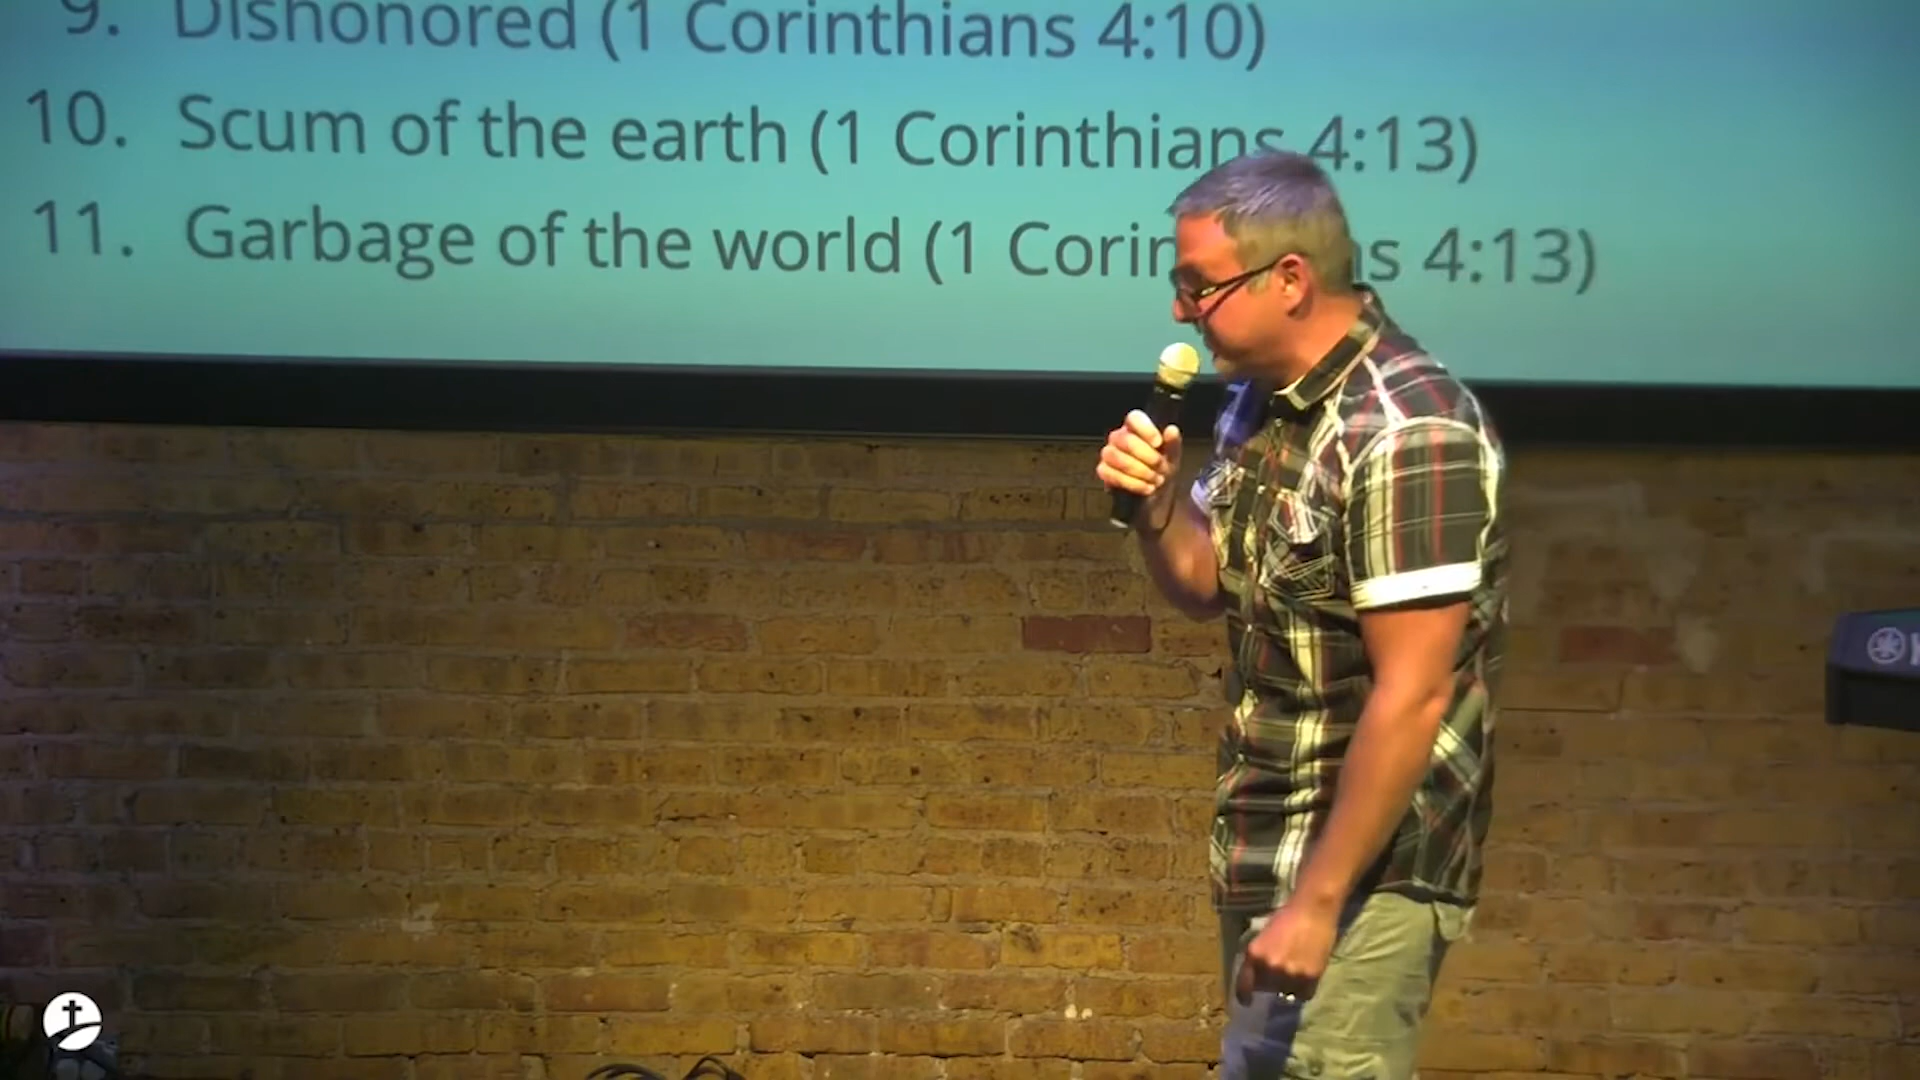 9. Dishonored (1 Corinthians 4:10)
10. Scum of the earth (1 Corinthians 4:13)
11. Garbage of the world (1 Corin s 4:13)